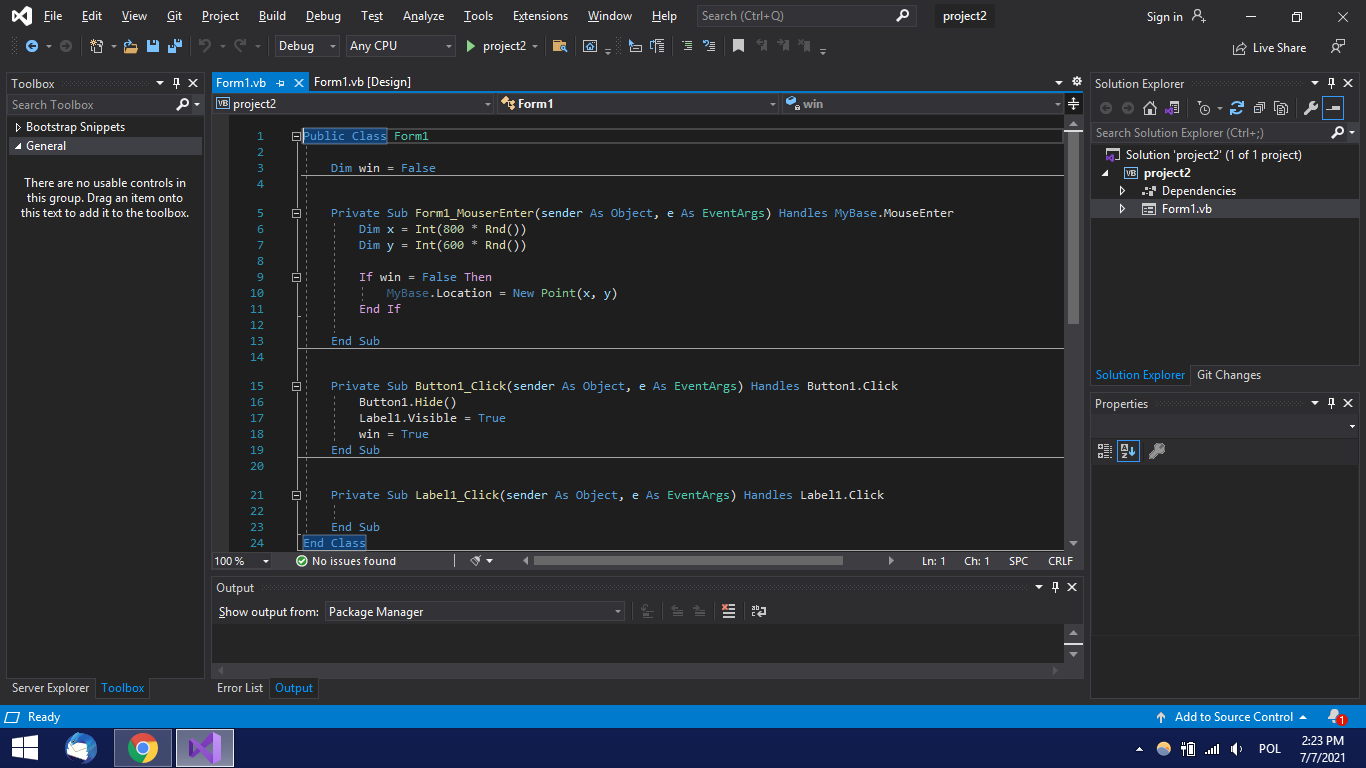 File Edit View Git Project Build Debug Test Analyze Tools Extensions Window Help Search (Ctrl+Q) project2 Sign in
Debug Any CPU project2 Live Share
Toolbox
Search Toolbox
Bootstrap Snippets
General
There are no usable controls in
this group. Drag an item onto
this text to add it to the toolbox.
Server Explorer Toolbox
Form1.vb Form1.vb [Design]
VB project2 Form1 win
1 Public Class Form1
2
3 Dim win = False
4
5 Private Sub Form1_MouserEnter(sender As Object, e As EventArgs) Handles MyBase.MouseEnter
6 Dim x = Int(800 * Rnd())
7 Dim y = Int(600 * Rnd())
8
9 If win = False Then
10 MyBase.Location = New Point(x, y)
11 End If
12
13 End Sub
14
15 Private Sub Button1_Click(sender As Object, e As EventArgs) Handles Button1.Click
16 Button1.Hide()
17 Label1.Visible = True
18 win = True
19 End Sub
20
21 Private Sub Label1_Click(sender As Object, e As EventArgs) Handles Label1.Click
22
23 End Sub
24 End Class
100 % No issues found Ln: 1 Ch: 1 SPC CRLF
Output
Show output from: Package Manager
Error List Output
Solution Explorer
Search Solution Explorer (Ctrl+;)
Solution 'project2' (1 of 1 project)
VB project2
Dependencies
Form1.vb
Solution Explorer Git Changes
Properties
Ready Add to Source Control 1
POL 2:23 PM
7/7/2021